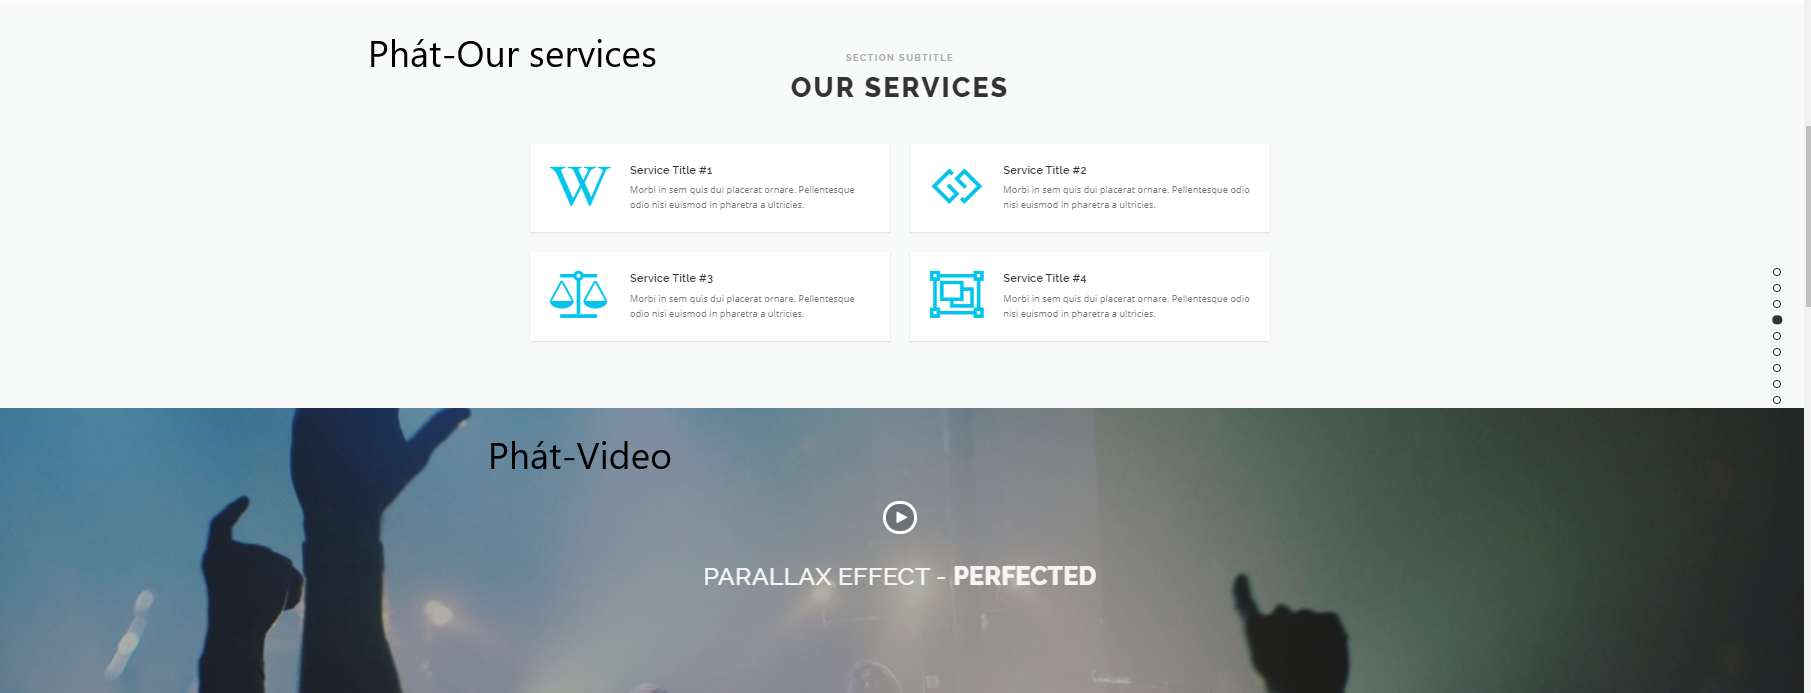 Phát-Our services
SECTION SUBTITLE
OUR SERVICES
Service Title #1
Morbi in sem quis dui placerat ornare. Pellentesque
odio nisi euismod in pharetra a ultricies.
Service Title #2
Morbi in sem quis dui placerat ornare. Pellentesque odio
nisi euismod in pharetra a ultricies.
Service Title #3
Morbi in sem quis dui placerat ornare. Pellentesque
odio nisi euismod in pharetra a ultricies.
Service Title #4
Morbi in sem quis dui placerat ornare. Pellentesque odio
nisi euismod in pharetra a ultricies.
Phát-Video
PARALLAX EFFECT - PERFECTED